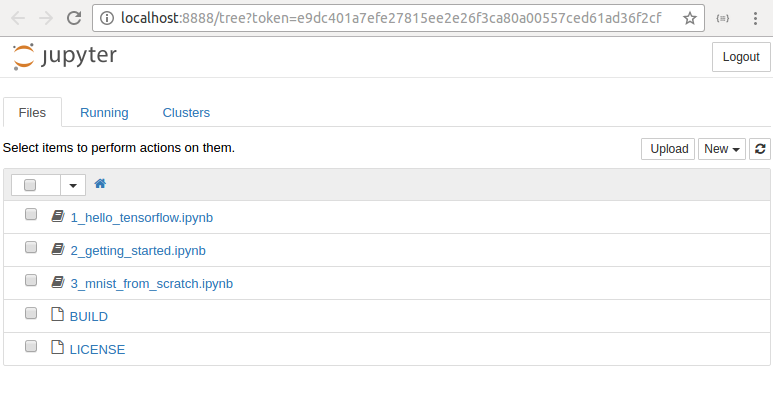 localhost:8888/tree?token=e9dc401a7efe27815ee2e26f3ca80a00557ced61ad36f2cf
jupyter
Logout
Files Running Clusters
Select items to perform actions on them.
Upload New
1_hello_tensorflow.ipynb
2_getting_started.ipynb
3_mnist_from_scratch.ipynb
BUILD
LICENSE